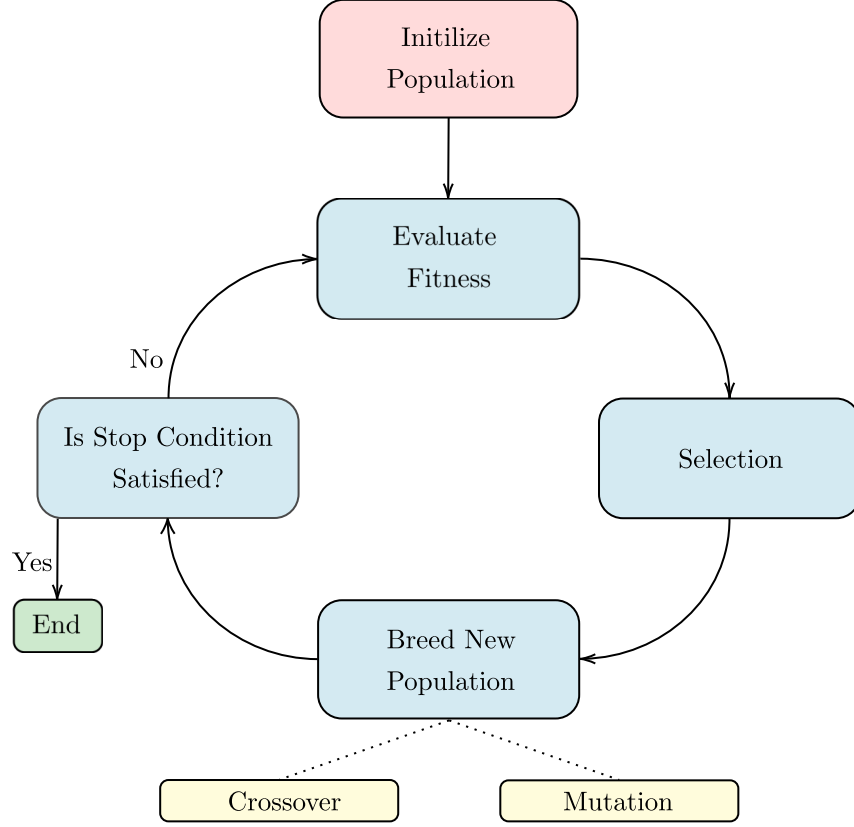 Initilize
Population
Evaluate
Fitness
No
Is Stop Condition
Satisfied?
Selection
Yes
End
Breed New
Population
Crossover
Mutation